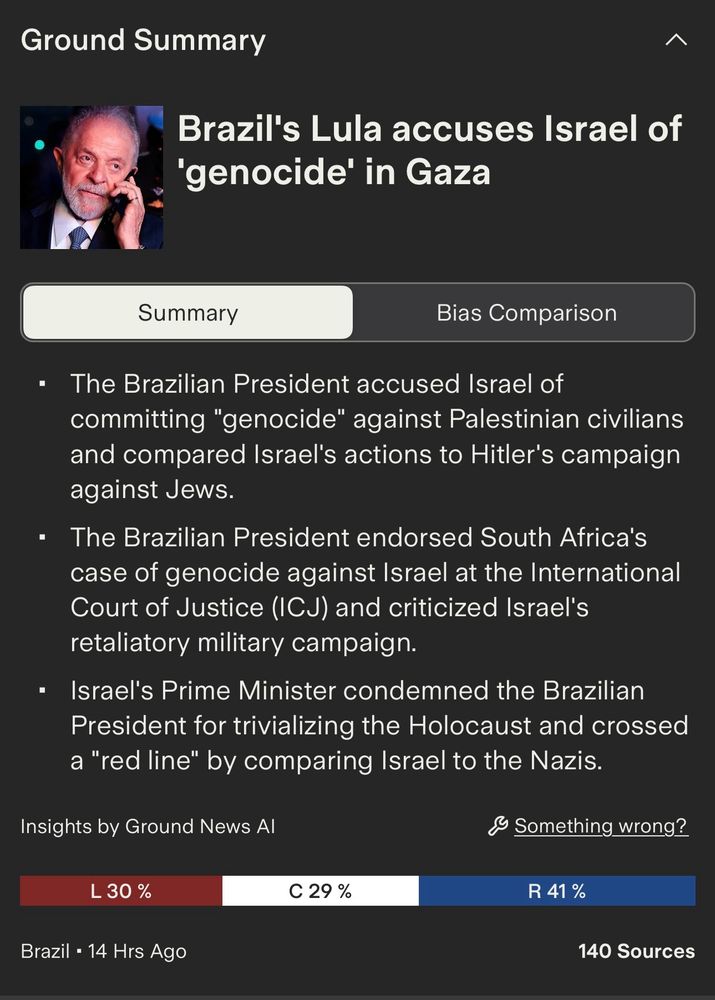 Ground Summary
Brazil's Lula accuses Israel of
'genocide' in Gaza
Summary
Bias Comparison
▪ The Brazilian President accused Israel of
committing "genocide" against Palestinian civilians
and compared Israel's actions to Hitler's campaign
against Jews.
▪ The Brazilian President endorsed South Africa's
case of genocide against Israel at the International
Court of Justice (ICJ) and criticized Israel's
retaliatory military campaign.
▪ Israel's Prime Minister condemned the Brazilian
President for trivializing the Holocaust and crossed
a "red line" by comparing Israel to the Nazis.
Insights by Ground News AI
Something wrong?
L 30 %
C 29 %
R 41 %
Brazil ▪ 14 Hrs Ago
140 Sources